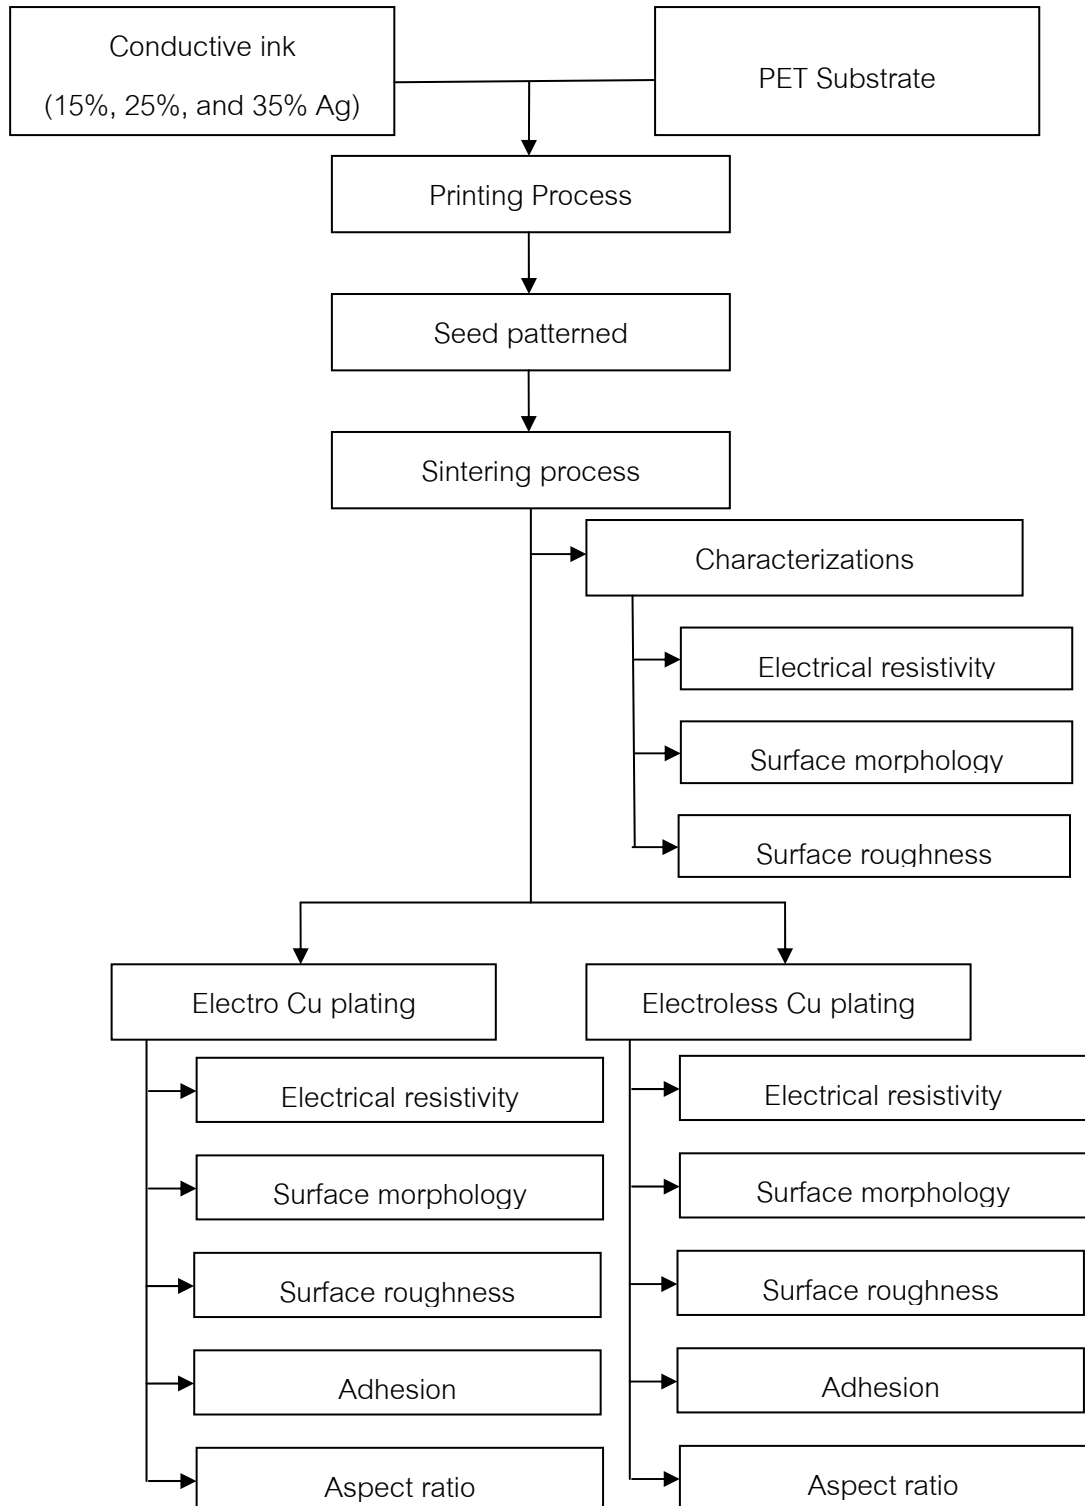 Conductive ink
(15%, 25%, and 35% Ag)
PET Substrate
Printing Process
Seed patterned
Sintering process
Characterizations
Electrical resistivity
Surface morphology
Surface roughness
Electro Cu plating
Electroless Cu plating
Electrical resistivity
Surface morphology
Surface roughness
Adhesion
Aspect ratio
Electrical resistivity
Surface morphology
Surface roughness
Adhesion
Aspect ratio